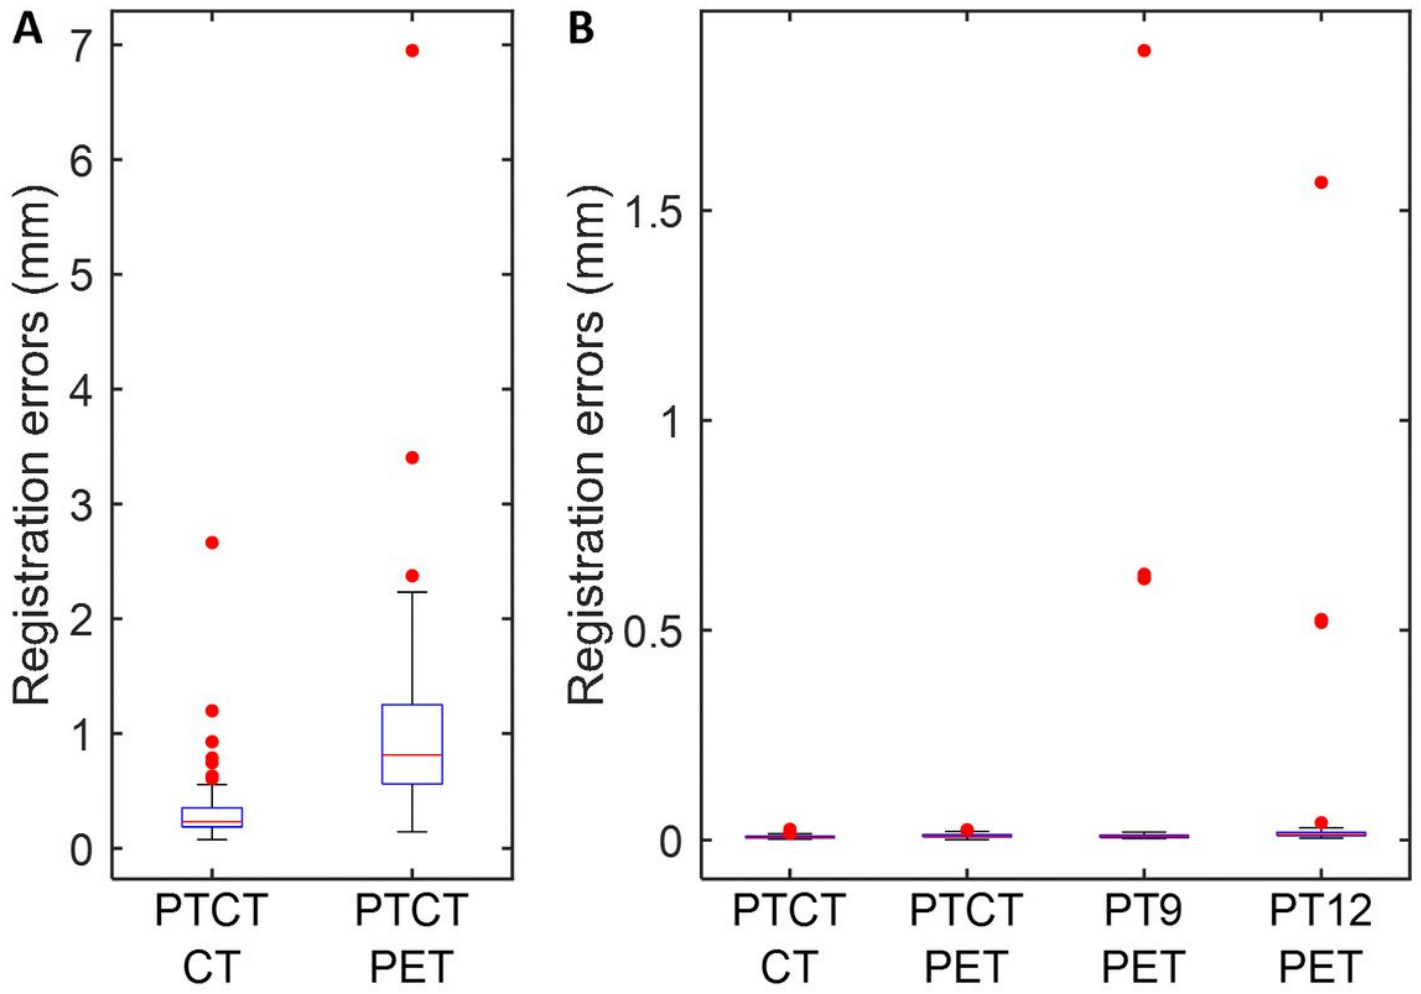 A
Registration errors (mm)
7
6
5
4
3
2
1
0
PTCT PTCT
CT PET
B
Registration errors (mm)
1.5
1
0.5
0
PTCT PTCT PT9 PT12
CT PET PET PET